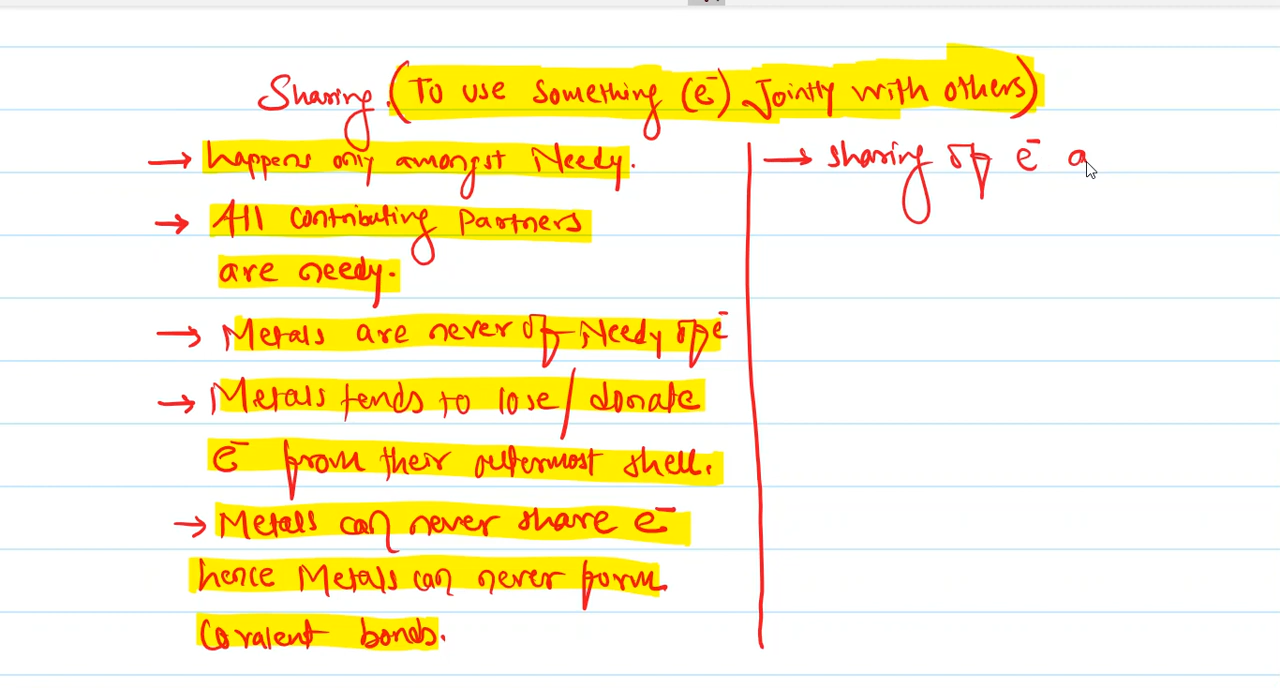 Sharing. (To use something (e⁻) Jointly with others)
→ happens only amongst Needy.
→ All contributing Partners
are needy.
→ Metals are never of Needy of e⁻
→ Metals tends to lose/donate
e⁻ from their outermost shell.
→ Metals can never share e⁻
hence Metals can never form
Covalent bonds.
→ sharing of e⁻ a